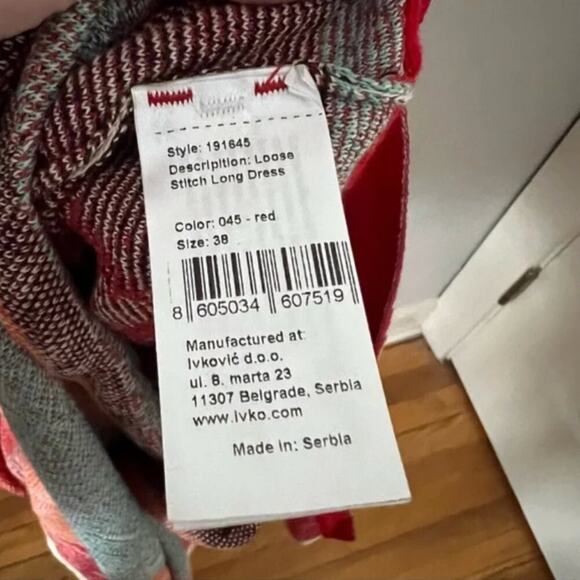 Style: 191645
Descripition: Loose
Stitch Long Dress
Color: 045 - red
Size: 38
8 605034 607519
Manufactured at:
Ivković d.o.o.
ul. 8. marta 23
11307 Belgrade, Serbia
www.ivko.com
Made in: Serbia